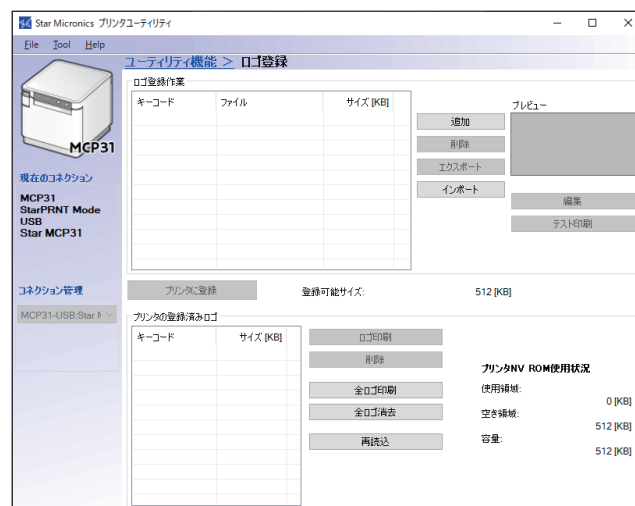 Star Micronics プリンタユーティリティ
File Tool Help
ユーティリティ機能 > ロゴ登録
MCP31
現在のコネクション
MCP31
StarPRNT Mode
USB
Star MCP31
コネクション管理
MCP31-USB:Star M
ロゴ登録作業
キーコード ファイル サイズ [KB]
追加
削除
エクスポート
インポート
プレビュー
編集
テスト印刷
プリンタに登録 登録可能サイズ: 512 [KB]
プリンタの登録済みロゴ
キーコード サイズ [KB]
ロゴ印刷
削除
全ロゴ印刷
全ロゴ消去
再読込
プリンタNV ROM使用状況
使用領域:
0 [KB]
空き領域:
512 [KB]
容量:
512 [KB]